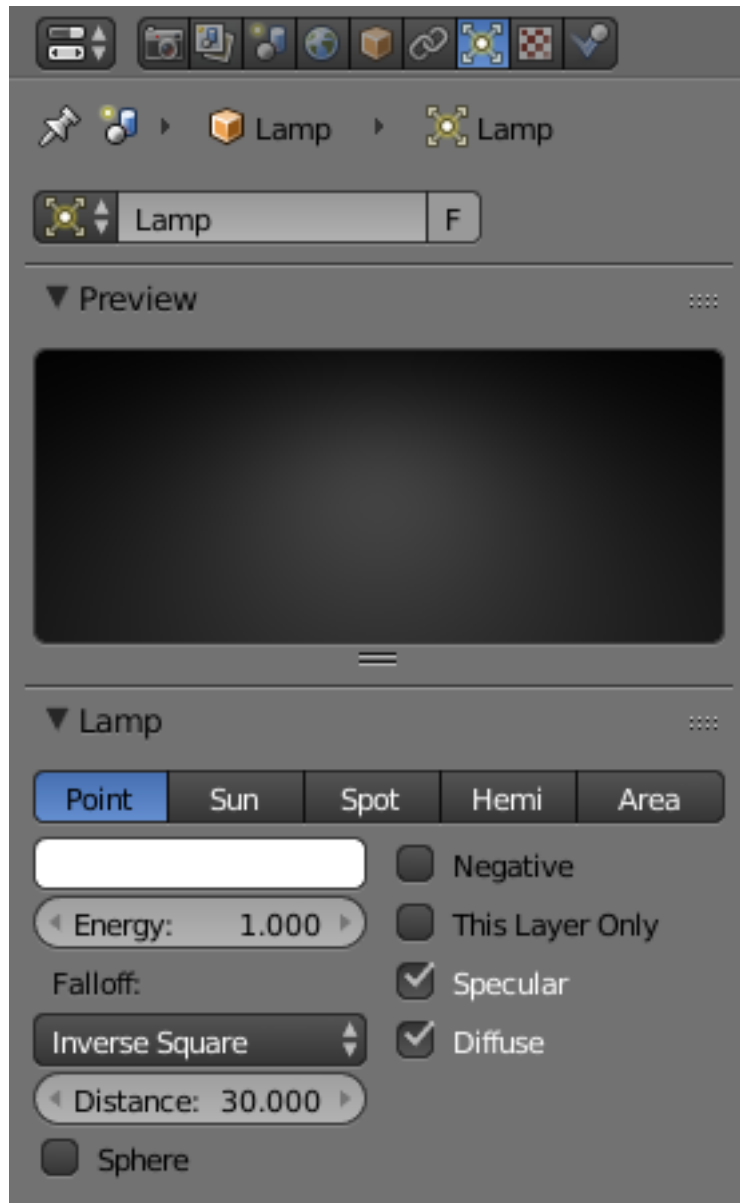 Lamp Lamp
Lamp F
Preview
Lamp
Point Sun Spot Hemi Area
Negative
Energy: 1.000 This Layer Only
Falloff: Specular
Inverse Square Diffuse
Distance: 30.000
Sphere